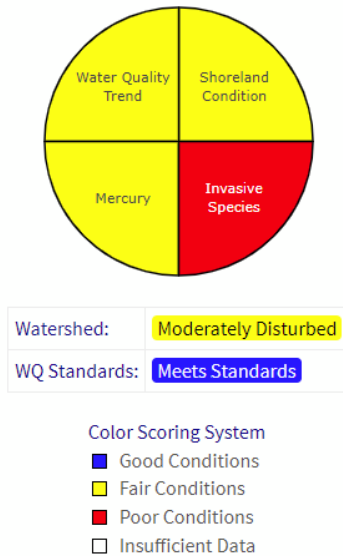 Water Quality
Trend
Shoreland
Condition
Mercury
Invasive
Species
Watershed: Moderately Disturbed
WQ Standards: Meets Standards
Color Scoring System
Good Conditions
Fair Conditions
Poor Conditions
Insufficient Data